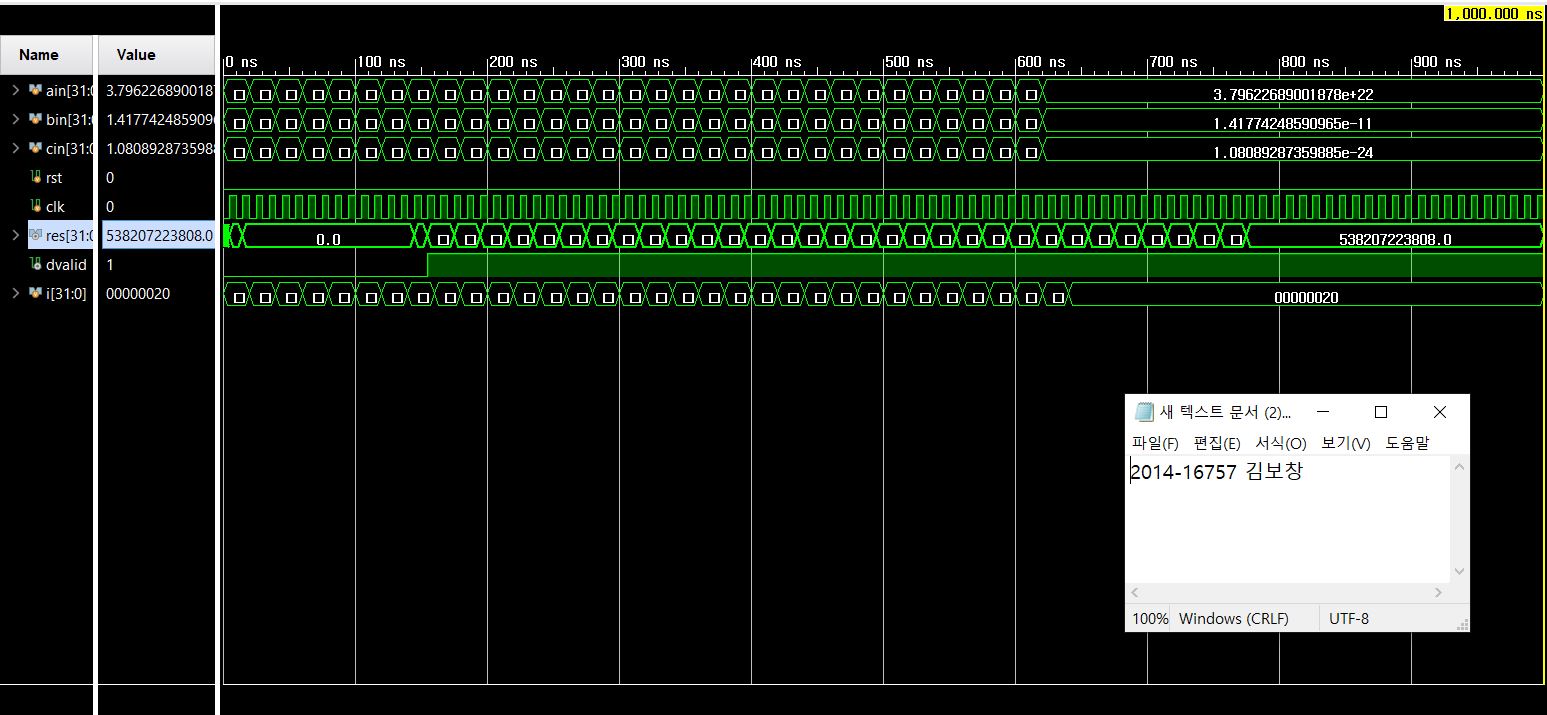 1,000.000 ns
Name Value
0 ns 100 ns 200 ns 300 ns 400 ns 500 ns 600 ns 700 ns 800 ns 900 ns
ain[31:0 3.7962268900187 3.79622689001878e+22
bin[31:0 1.4177424859096 1.41774248590965e-11
cin[31:0 1.0808928735988 1.08089287359885e-24
rst 0
clk 0
res[31:0 538207223808.0 0.0 538207223808.0
dvalid 1
i[31:0] 00000020 00000020
새 텍스트 문서 (2)...
파일(F) 편집(E) 서식(O) 보기(V) 도움말
2014-16757 김보창
100% Windows (CRLF) UTF-8